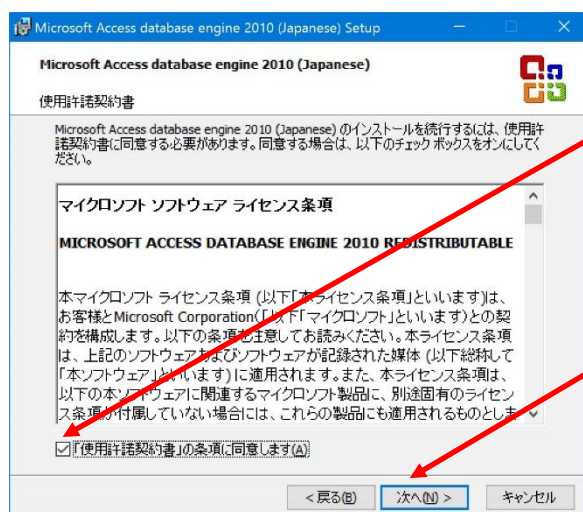 Microsoft Access database engine 2010 (Japanese) Setup
Microsoft Access database engine 2010 (Japanese)
使用許諾契約書
Microsoft Access database engine 2010 (Japanese) のインストールを続行するには、使用許
諾契約書に同意する必要があります。同意する場合は、以下のチェック ボックスをオンにしてく
ださい。
マイクロソフト ソフトウェア ライセンス条項
MICROSOFT ACCESS DATABASE ENGINE 2010 REDISTRIBUTABLE
本マイクロソフト ライセンス条項 (以下「本ライセンス条項」といいます)は、
お客様とMicrosoft Corporation(以下「マイクロソフト」といいます)との契
約を構成します。以下の条項を注意してお読みください。本ライセンス条項
は、上記のソフトウェアおよびソフトウェアが記録された媒体 (以下総称して
「本ソフトウェア」といいます) に適用されます。また、本ライセンス条項は、
以下の本ソフトウェアに関連するマイクロソフト製品に、別途固有のライセン
ス条項が付属していない場合には、これらの製品にも適用されるものとしま
「使用許諾契約書」の条項に同意します(A)
< 戻る(B)
次へ(N) >
キャンセル